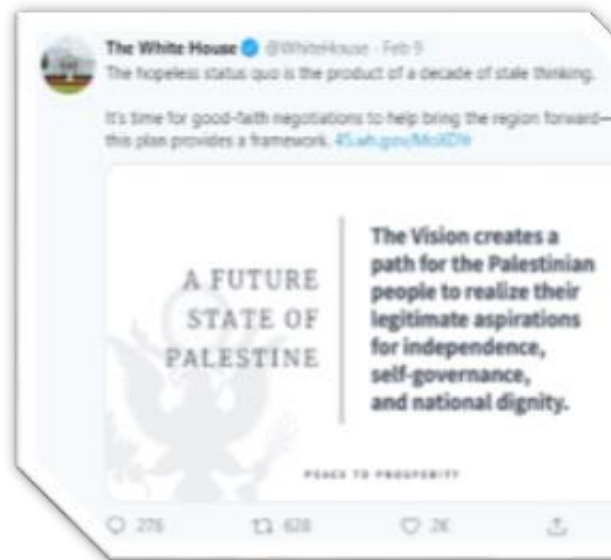 The White House @WhiteHouse · Feb 9
The hopeless status quo is the product of a decade of stale thinking.
It's time for good-faith negotiations to help bring the region forward—
this plan provides a framework. 45.wh.gov/
A FUTURE
STATE OF
PALESTINE
The Vision creates a
path for the Palestinian
people to realize their
legitimate aspirations
for independence,
self-governance,
and national dignity.
PEACE TO PROSPERITY
276 628 2K